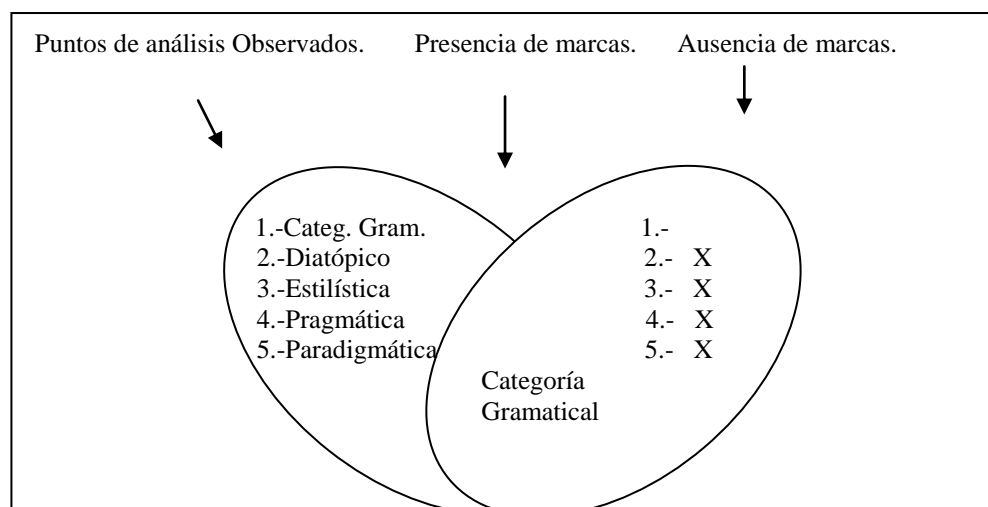 Puntos de análisis Observados. Presencia de marcas. Ausencia de marcas.
1.-Categ. Gram. 1.-
2.-Diatópico 2.- X
3.-Estilística 3.- X
4.-Pragmática 4.- X
5.-Paradigmática 5.- X
Categoría
Gramatical